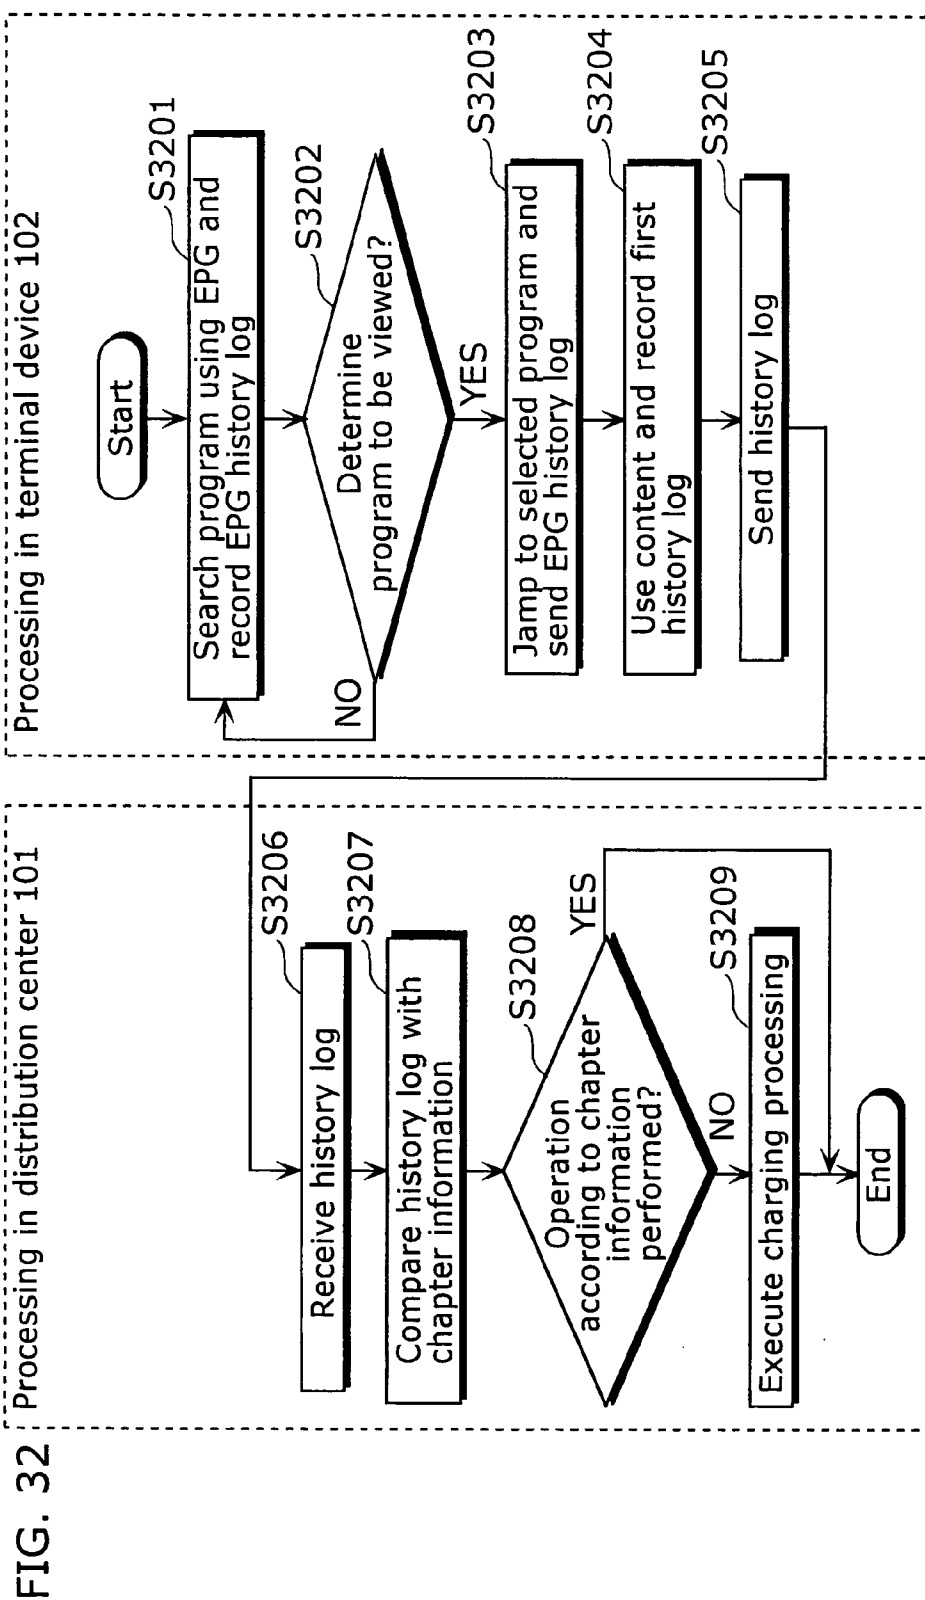 FIG. 32
Processing in distribution center 101
S3206
Receive history log
S3207
Compare history log with
chapter information
S3208
Operation
according to chapter
information
performed?
YES
NO
S3209
Execute charging processing
End
Processing in terminal device 102
Start
S3201
Search program using EPG and
record EPG history log
S3202
Determine
program to be viewed?
NO
YES
S3203
Jamp to selected program and
send EPG history log
S3204
Use content and record first
history log
S3205
Send history log